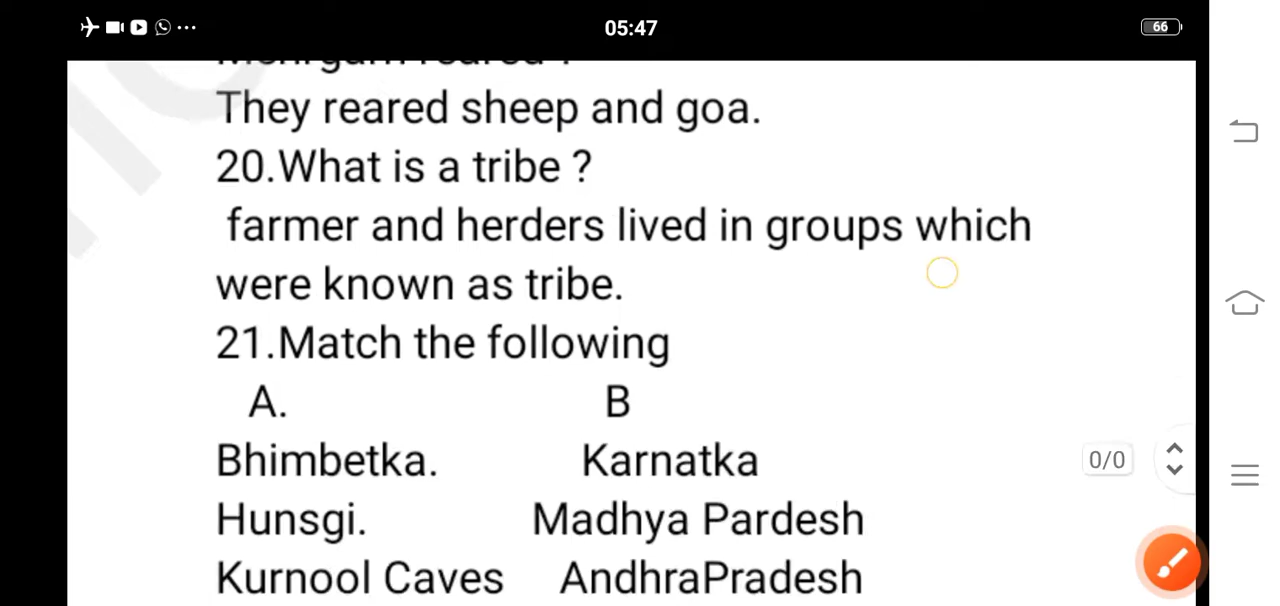 05:47
66
They reared sheep and goa.
20.What is a tribe ?
farmer and herders lived in groups which
were known as tribe.
21.Match the following
A. B
Bhimbetka. Karnatka
Hunsgi. Madhya Pardesh
Kurnool Caves AndhraPradesh
0/0